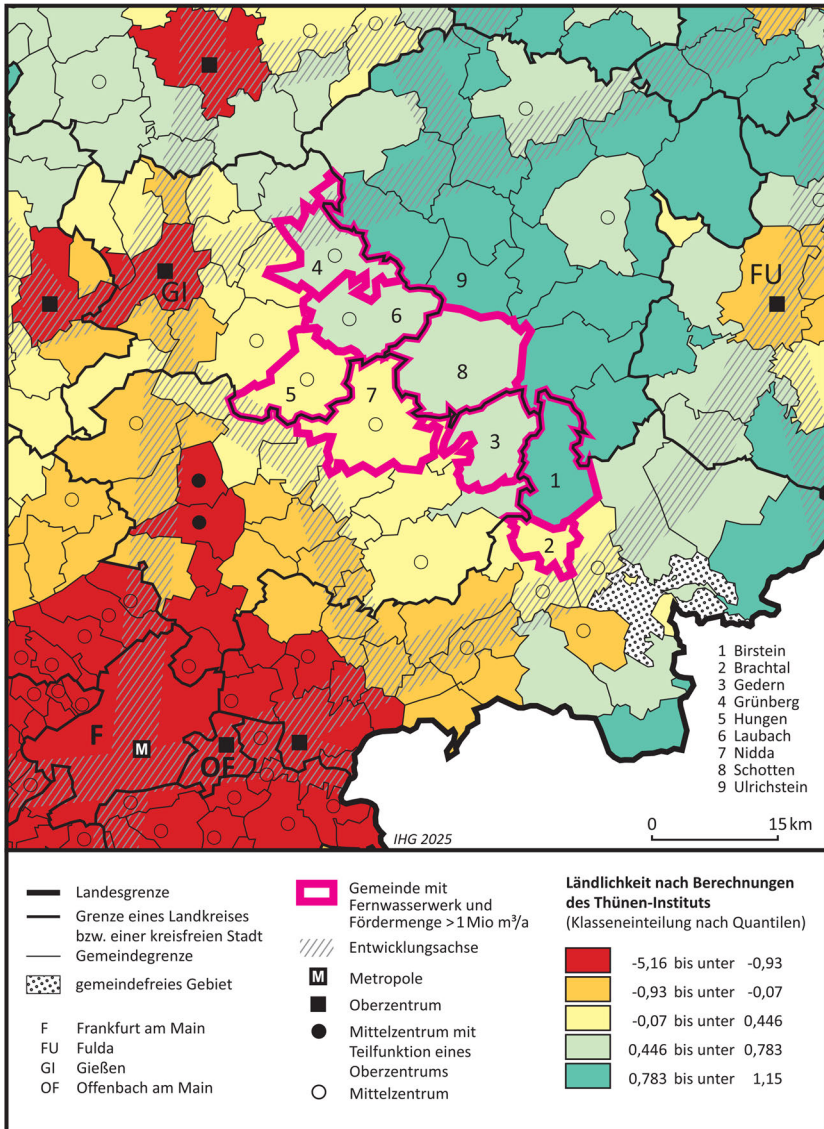 GI
FU
4
9
6
8
5
7
3
1
2
F
M
OF
1 Birstein
2 Brachtal
3 Gedern
4 Grünberg
5 Hungen
6 Laubach
7 Nidda
8 Schotten
9 Ulrichstein
0 15 km
IHG 2025
Landesgrenze
Grenze eines Landkreises
bzw. einer kreisfreien Stadt
Gemeindegrenze
gemeindefreies Gebiet
F Frankfurt am Main
FU Fulda
GI Gießen
OF Offenbach am Main
Gemeinde mit
Fernwasserwerk und
Fördermenge >1 Mio m³/a
Entwicklungsachse
M Metropole
Oberzentrum
Mittelzentrum mit
Teilfunktion eines
Oberzentrums
Mittelzentrum
Ländlichkeit nach Berechnungen
des Thünen-Instituts
(Klasseneinteilung nach Quantilen)
-5,16 bis unter -0,93
-0,93 bis unter -0,07
-0,07 bis unter 0,446
0,446 bis unter 0,783
0,783 bis unter 1,15